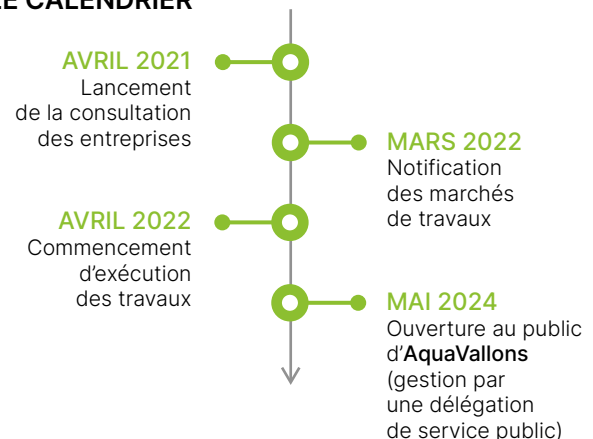 LE CALENDRIER
AVRIL 2021
Lancement
de la consultation
des entreprises
MARS 2022
Notification
des marchés
de travaux
AVRIL 2022
Commencement
d’exécution
des travaux
MAI 2024
Ouverture au public
d’AquaVallons
(gestion par
une délégation
de service public)